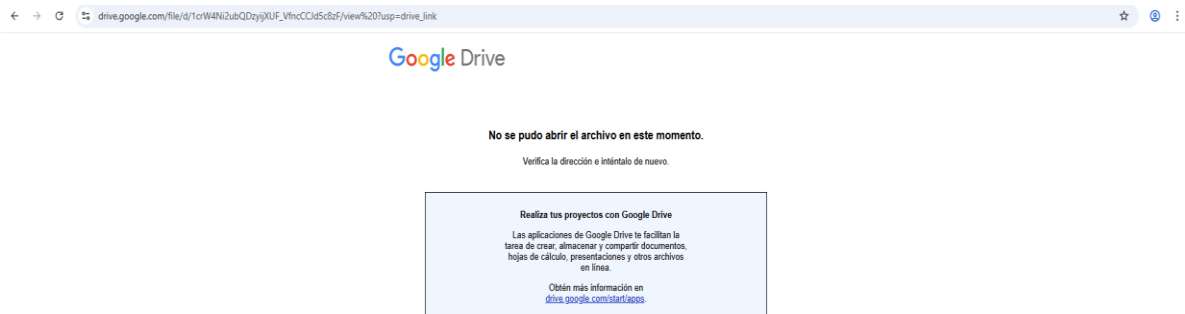 drive.google.com/file/d/1crW4Ni2ubQDzyijXUF_VfncCCJdSc8zF/view%20?usp=drive_link
Google Drive
No se pudo abrir el archivo en este momento.
Verifica la dirección e inténtalo de nuevo.
Realiza tus proyectos con Google Drive
Las aplicaciones de Google Drive te facilitan la
tarea de crear, almacenar y compartir documentos,
hojas de cálculo, presentaciones y otros archivos
en línea.
Obtén más información en
drive.google.com/start/apps.